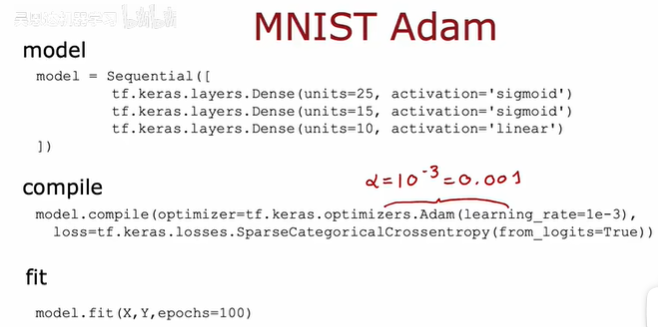 MNIST Adam
model
model = Sequential([
tf.keras.layers.Dense(units=25, activation='sigmoid')
tf.keras.layers.Dense(units=15, activation='sigmoid')
tf.keras.layers.Dense(units=10, activation='linear')
])
α=10⁻³=0.001
compile
model.compile(optimizer=tf.keras.optimizers.Adam(learning_rate=1e-3),
loss=tf.keras.losses.SparseCategoricalCrossentropy(from_logits=True))
fit
model.fit(X,Y,epochs=100)